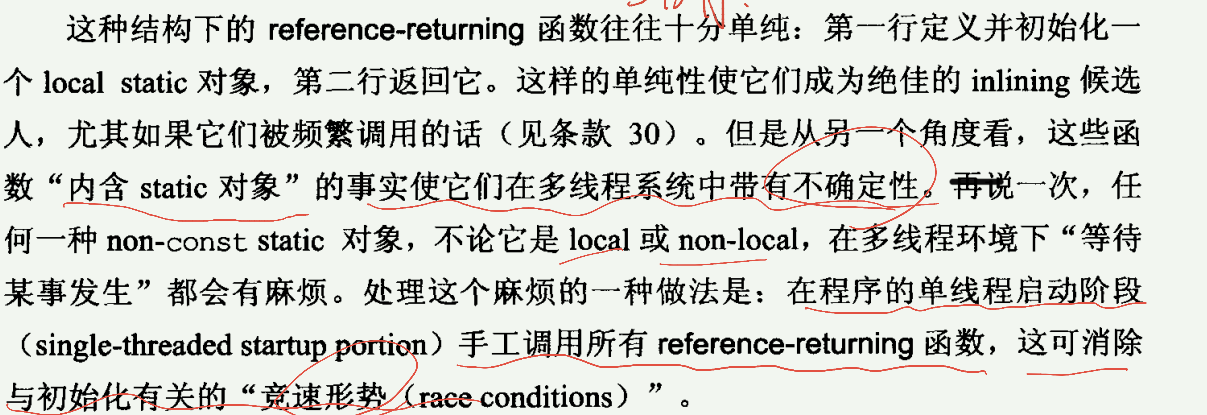 这种结构下的 reference-returning 函数往往十分单纯：第一行定义并初始化一
个 local static 对象，第二行返回它。这样的单纯性使它们成为绝佳的 inlining 候选
人，尤其如果它们被频繁调用的话（见条款 30）。但是从另一个角度看，这些函
数“内含 static 对象”的事实使它们在多线程系统中带有不确定性。再说一次，任
何一种 non-const static 对象，不论它是 local 或 non-local，在多线程环境下“等待
某事发生”都会有麻烦。处理这个麻烦的一种做法是：在程序的单线程启动阶段
（single-threaded startup portion）手工调用所有 reference-returning 函数，这可消除
与初始化有关的“竞速形势（race conditions）”。